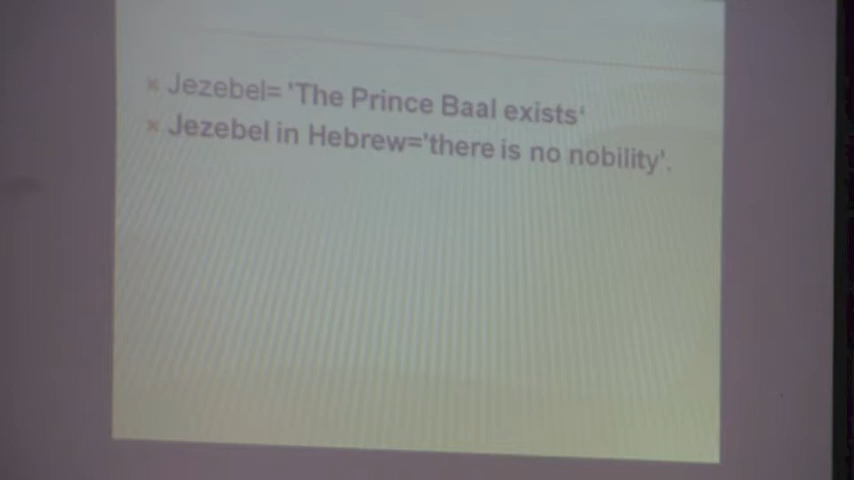 Jezebel= 'The Prince Baal exists'
Jezebel in Hebrew='there is no nobility'.